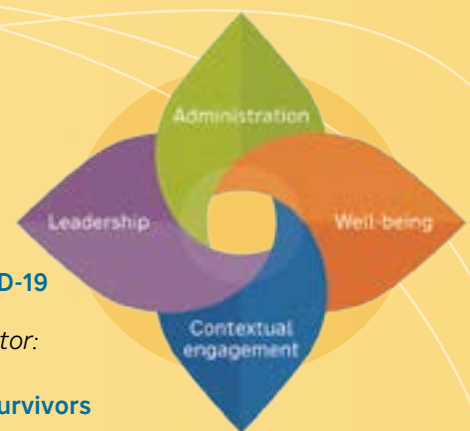 Administration
Leadership
Well-being
Contextual
engagement
D-19
tor:
urvivors